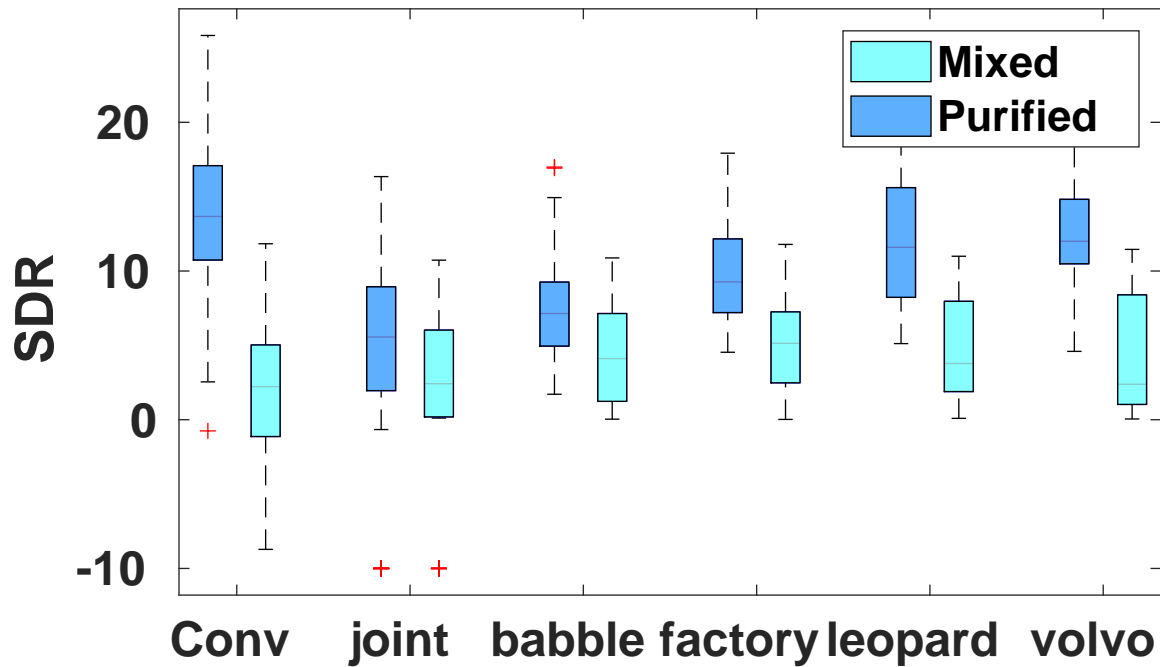 Mixed
Purified
20
10
0
-10
SDR
Conv joint babble factory leopard volvo